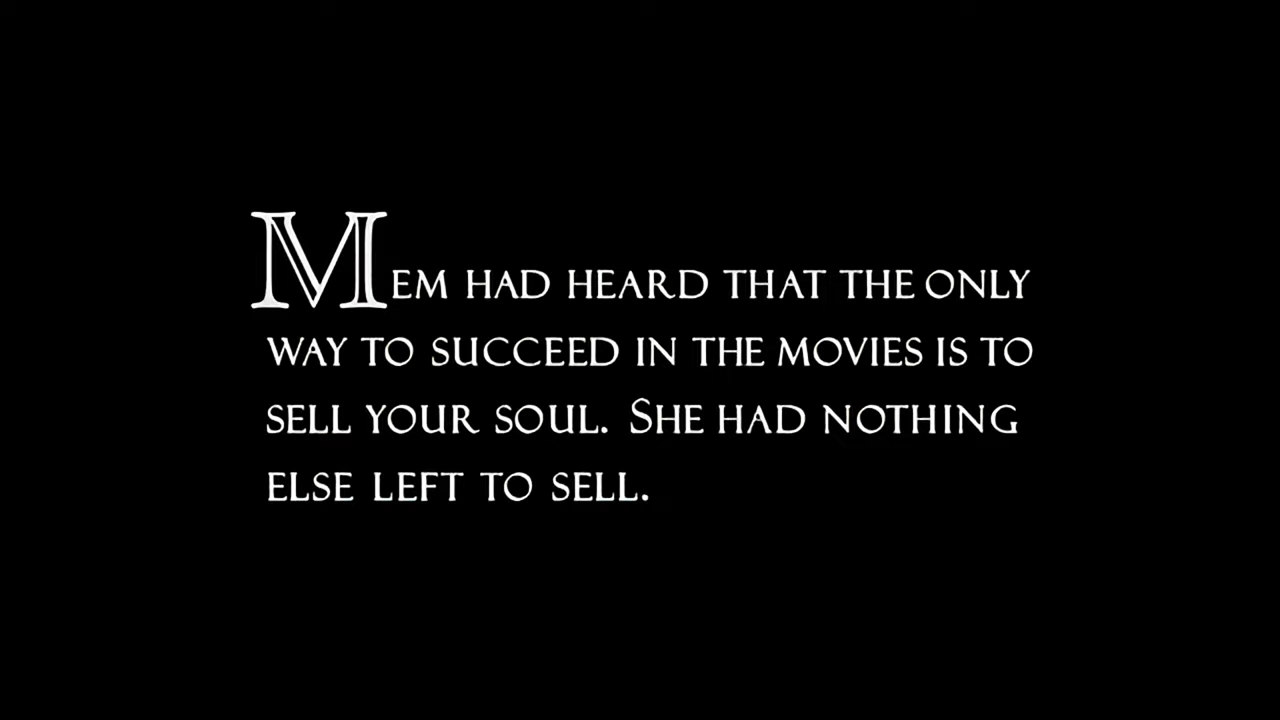 MEM HAD HEARD THAT THE ONLY
WAY TO SUCCEED IN THE MOVIES IS TO
SELL YOUR SOUL. SHE HAD NOTHING
ELSE LEFT TO SELL.